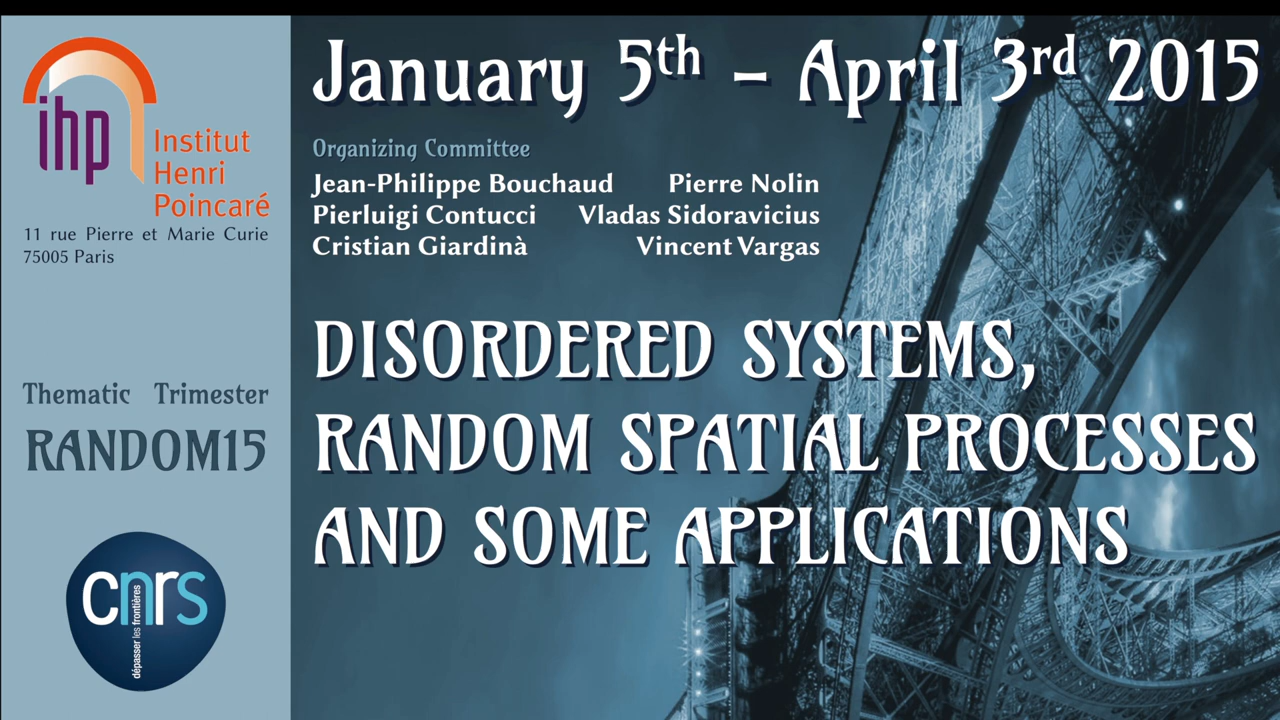 ihp
Institut
Henri
Poincaré
11 rue Pierre et Marie Curie
75005 Paris
Thematic Trimester
RANDOM15
cnrs
dépasser les frontières
January 5th – April 3rd 2015
Organizing Committee
Jean-Philippe Bouchaud Pierre Nolin
Pierluigi Contucci Vladas Sidoravicius
Cristian Giardinà Vincent Vargas
DISORDERED SYSTEMS,
RANDOM SPATIAL PROCESSES
AND SOME APPLICATIONS